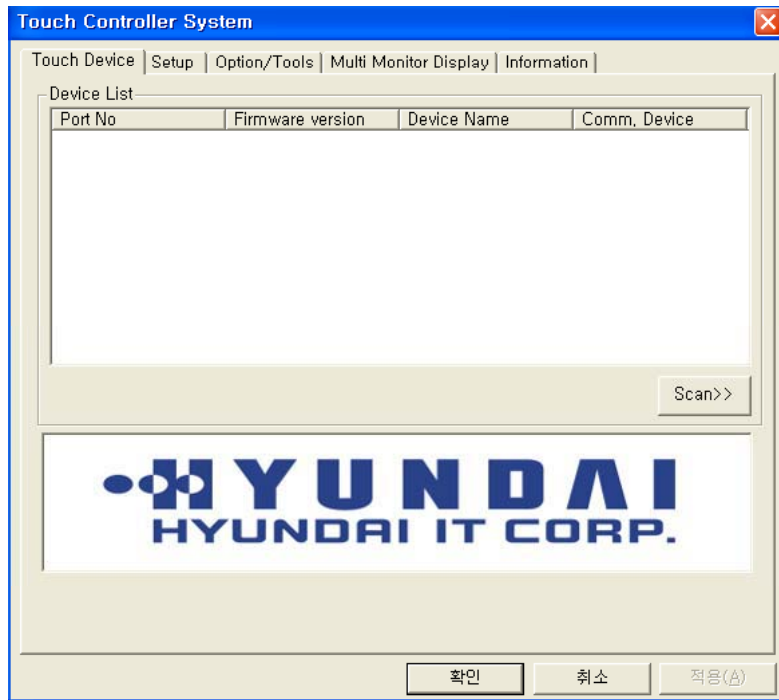 Touch Controller System
Touch Device Setup Option/Tools Multi Monitor Display Information
Device List
Port No Firmware version Device Name Comm. Device
Scan>>
HYUNDAI
HYUNDAI IT CORP.
확인 취소 적용(A)